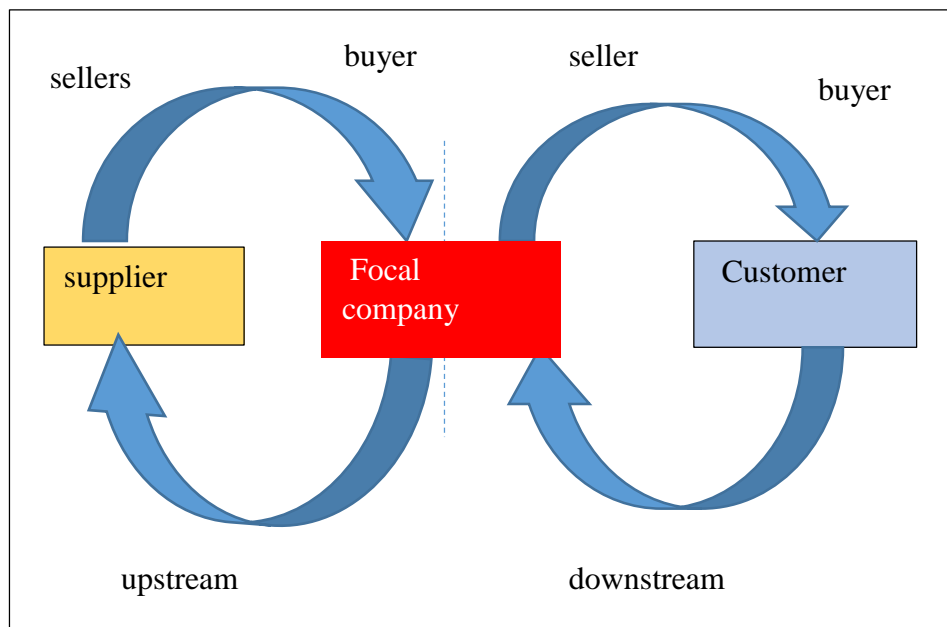 sellers
buyer
seller
buyer
supplier
Focal
company
Customer
upstream
downstream